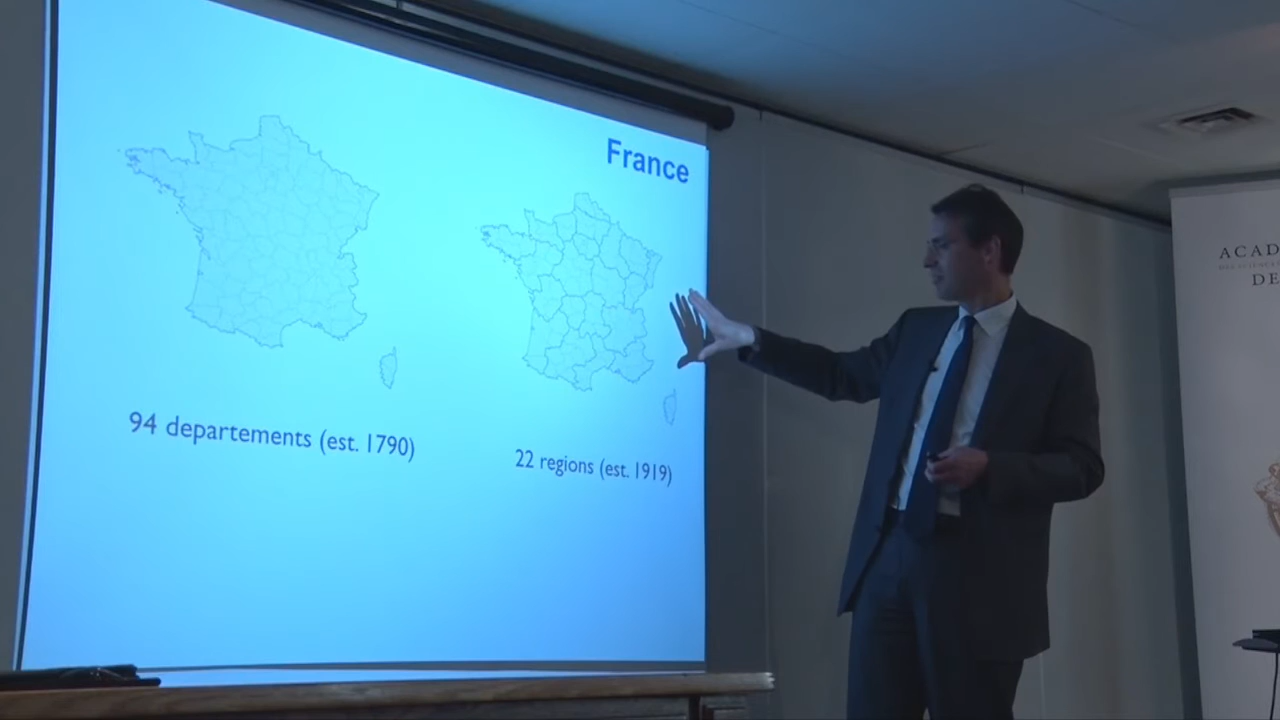 France
94 departements (est. 1790)
22 regions (est. 1919)
ACAD
DE